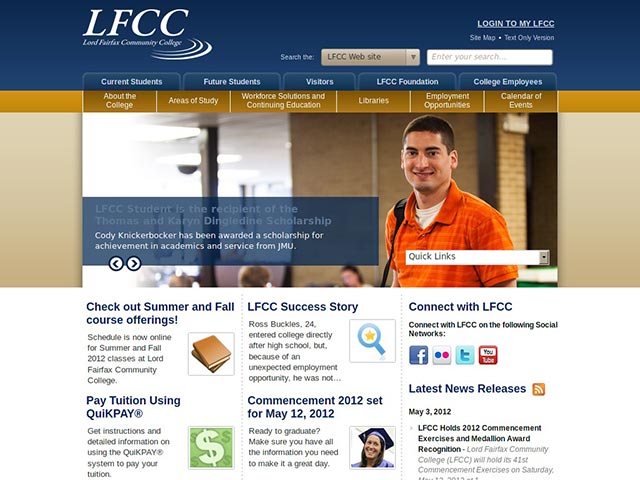 LFCC
Lord Fairfax Community College
LOGIN TO MY LFCC
Site Map • Text Only Version
Search the:
LFCC Web site
Enter your search...
Current Students
Future Students
Visitors
LFCC Foundation
College Employees
About the
College
Areas of Study
Workforce Solutions and
Continuing Education
Libraries
Employment
Opportunities
Calendar of
Events
LFCC Student is the recipient of the
Thomas and Karyn Dingledine Scholarship
Cody Knickerbocker has been awarded a scholarship for
achievement in academics and service from JMU.
Quick Links
Check out Summer and Fall
course offerings!
Schedule is now online
for Summer and Fall
2012 classes at Lord
Fairfax Community
College.
Pay Tuition Using
QuiKPAY®
Get instructions and
detailed information on
using the QuiKPAY®
system to pay your
tuition.
LFCC Success Story
Ross Buckles, 24,
entered college directly
after high school, but,
because of an
unexpected employment
opportunity, he was not...
Commencement 2012 set
for May 12, 2012
Ready to graduate?
Make sure you have all
the information you need
to make it a great day.
Connect with LFCC
Connect with LFCC on the following Social
Networks:
You
Tube
Latest News Releases
May 3, 2012
LFCC Holds 2012 Commencement
Exercises and Medallion Award
Recognition - Lord Fairfax Community
College (LFCC) will hold its 41st
Commencement Exercises on Saturday,